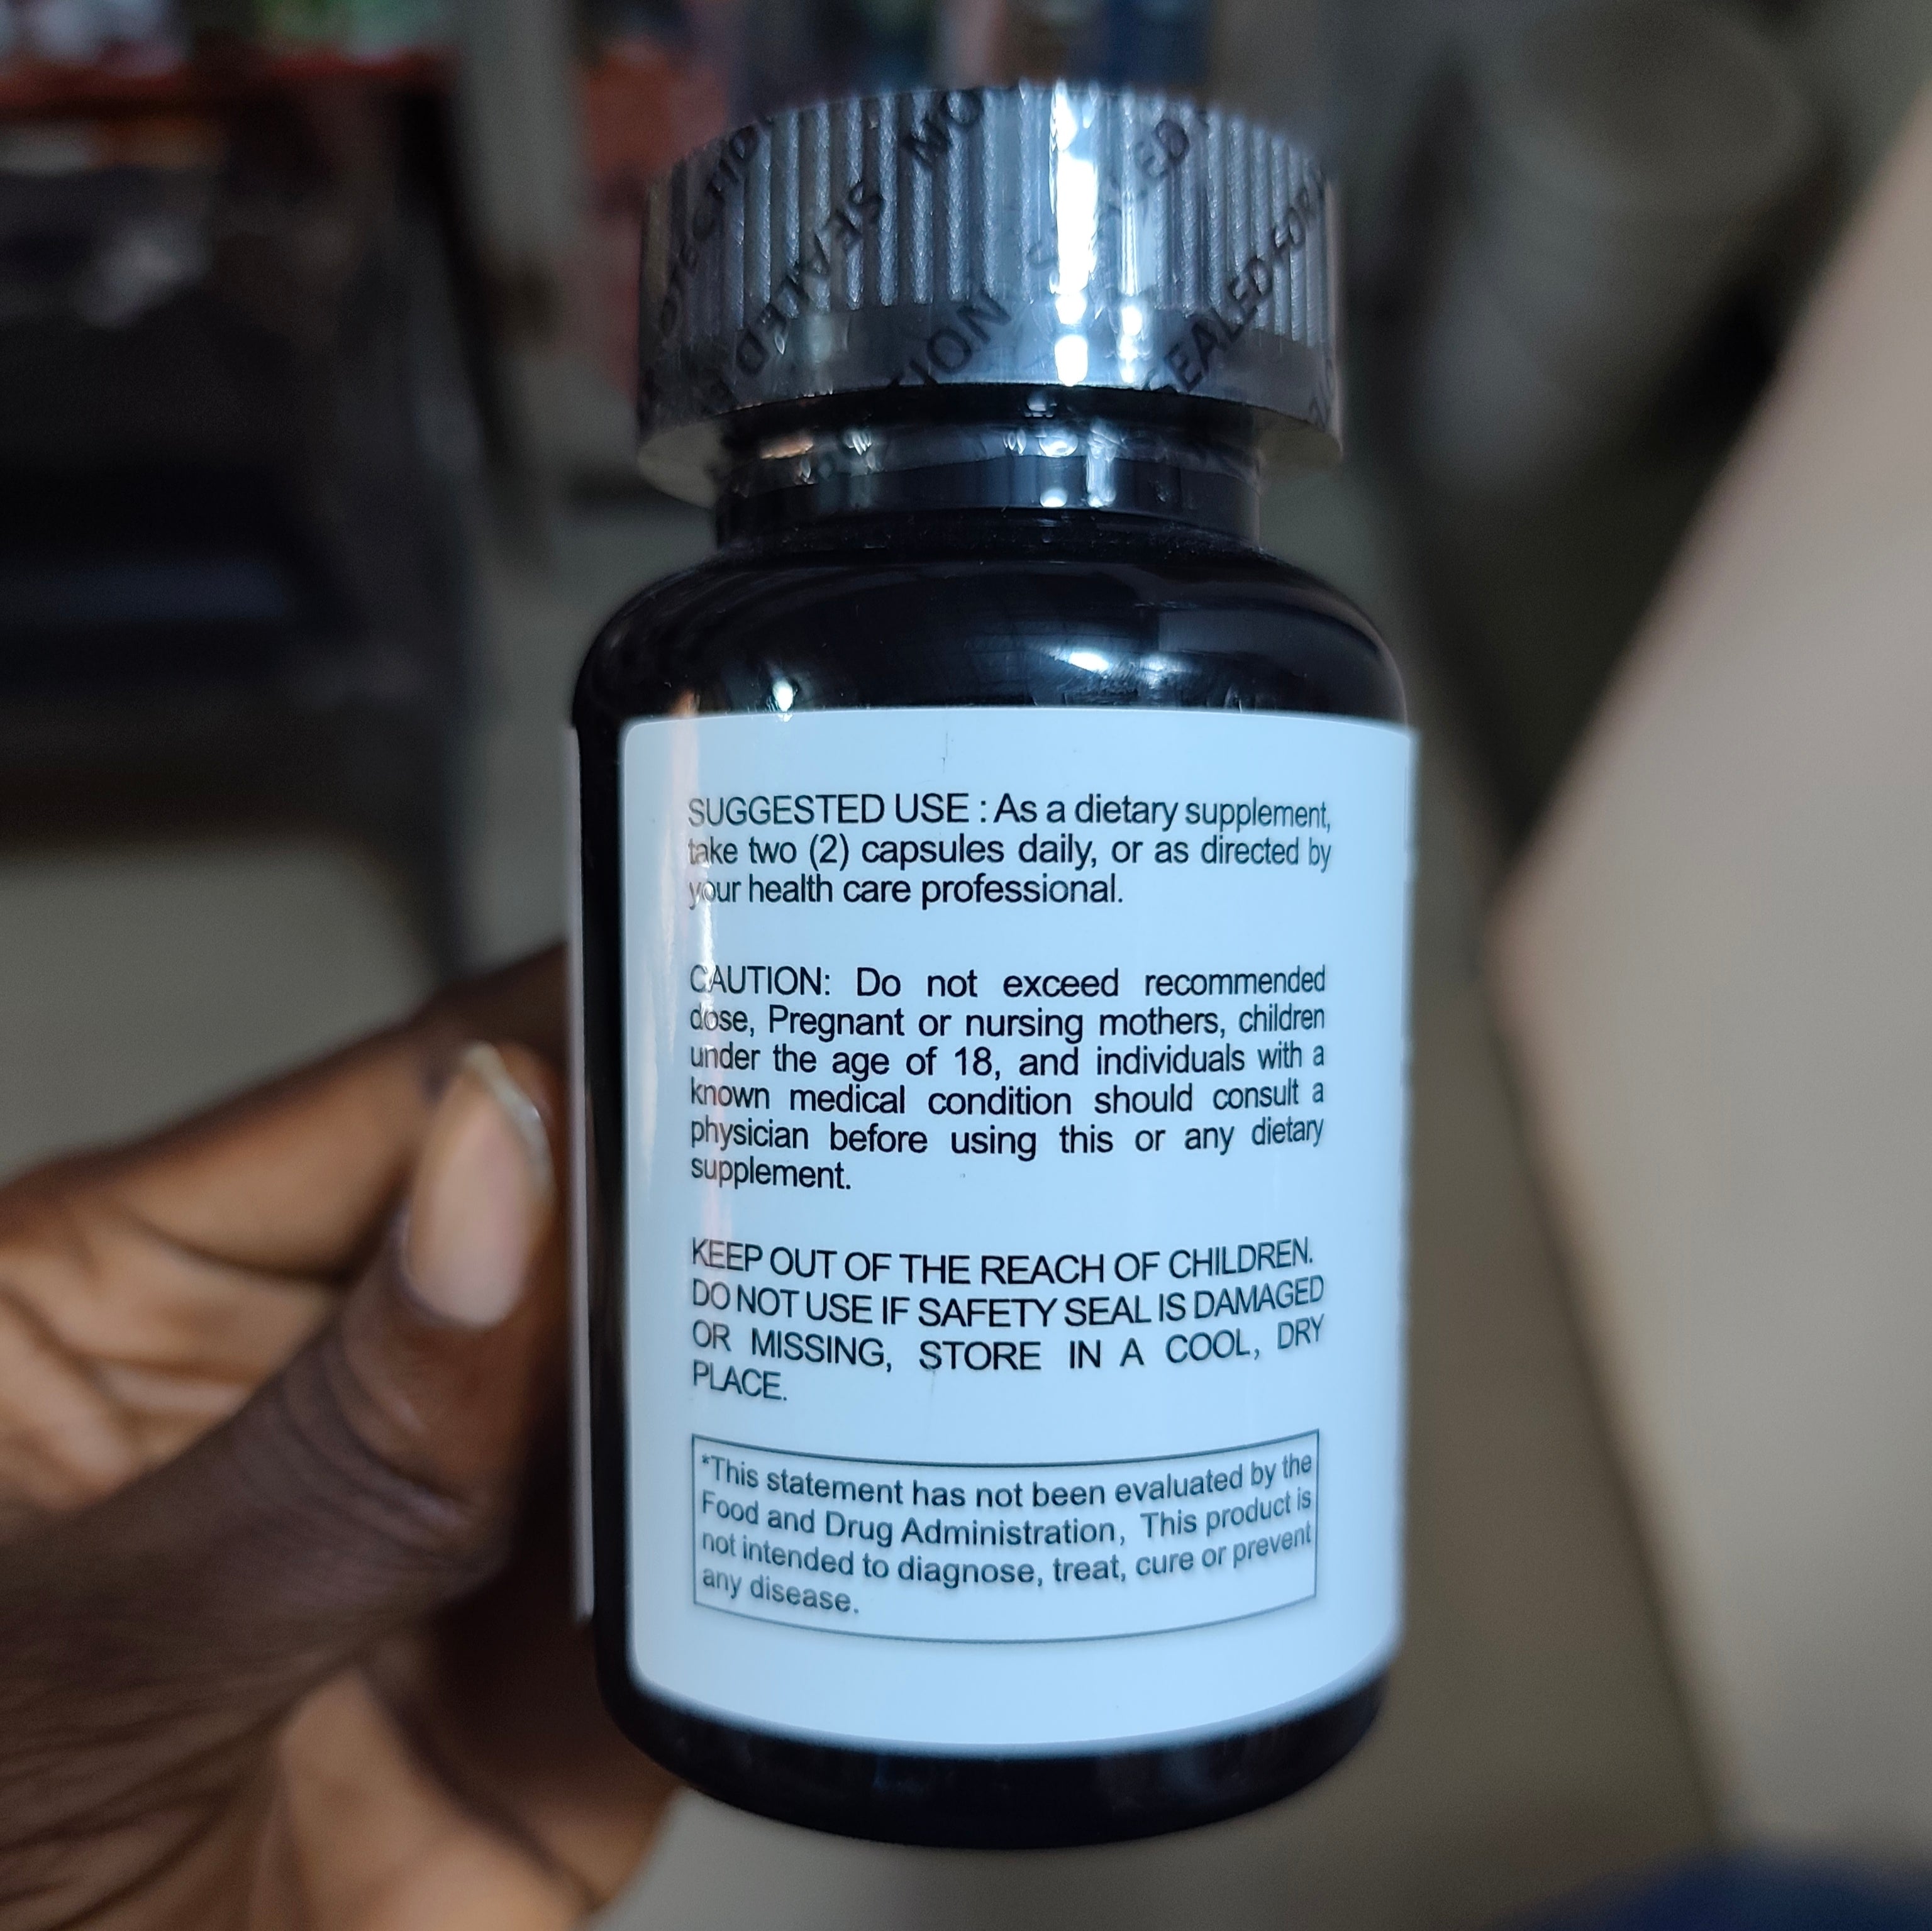 SEALED
SEALED FOR
SUGGESTED USE : As a dietary supplement,
take two (2) capsules daily, or as directed by
your health care professional.
CAUTION: Do not exceed recommended
dose, Pregnant or nursing mothers, children
under the age of 18, and individuals with a
known medical condition should consult a
physician before using this or any dietary
supplement.
KEEP OUT OF THE REACH OF CHILDREN.
DO NOT USE IF SAFETY SEAL IS DAMAGED
OR MISSING, STORE IN A COOL, DRY
PLACE.
*This statement has not been evaluated by the
Food and Drug Administration, This product is
not intended to diagnose, treat, cure or prevent
any disease.